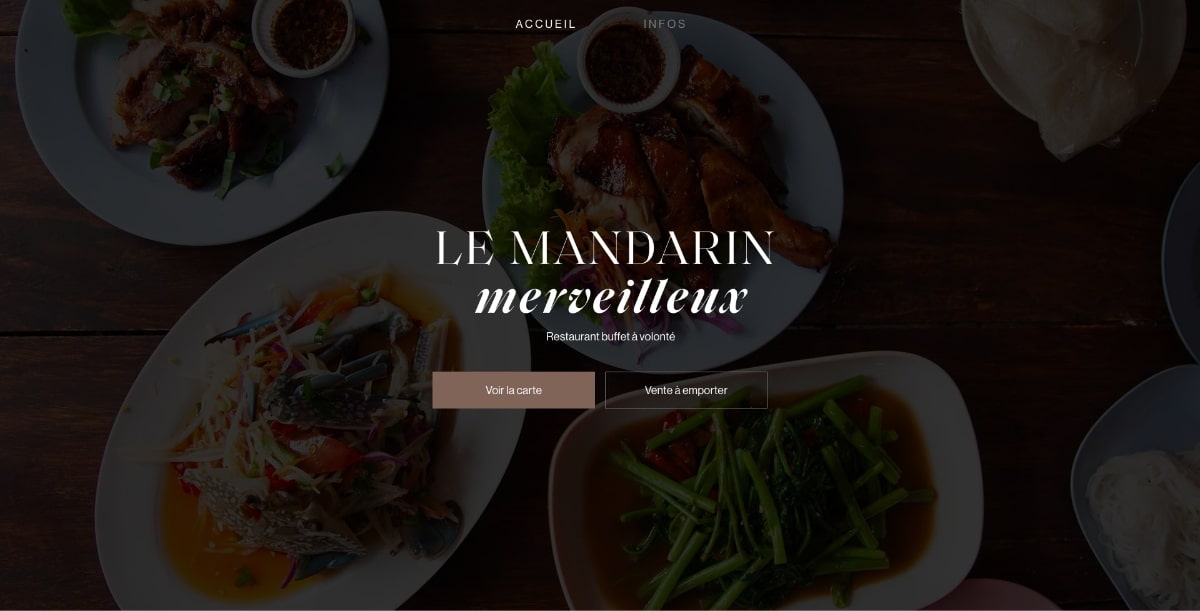 ACCUEIL INFOS
LE MANDARIN
merveilleux
Restaurant buffet à volonté
Voir la carte Vente à emporter